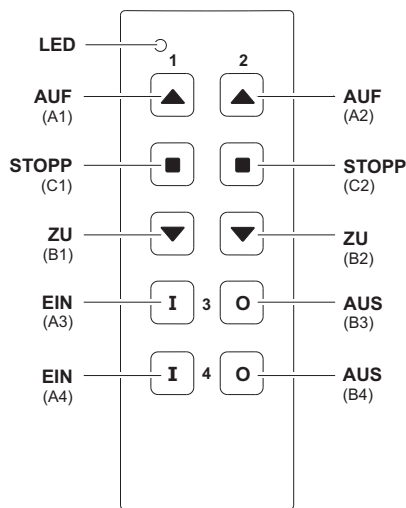 LED
1 2
AUF
(A1)
AUF
(A2)
STOPP
(C1)
STOPP
(C2)
ZU
(B1)
ZU
(B2)
EIN
(A3)
I 3 O
AUS
(B3)
EIN
(A4)
I 4 O
AUS
(B4)